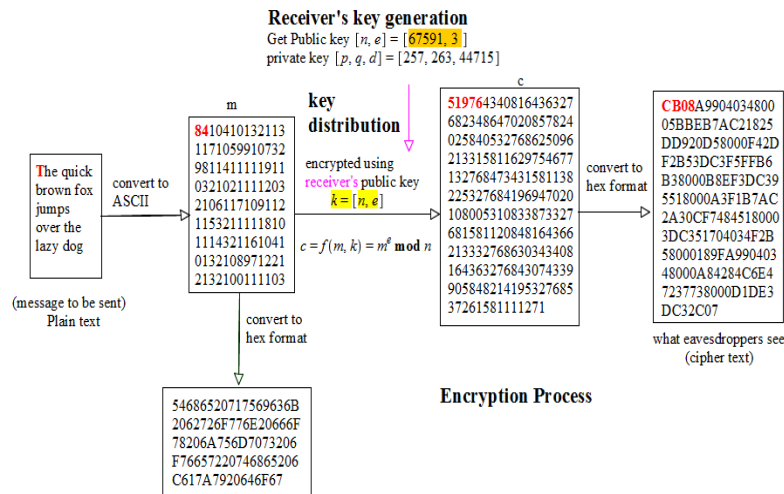 Receiver's key generation
Get Public key [n, e] = [67591, 3 ]
private key [p, q, d] = [257, 263, 44715]
m
8410410132113
1171059910732
9811411111911
0321021111203
2106117109112
1153211111810
1114321161041
0132108971221
2132100111103
key
distribution
encrypted using
receiver's public key
k = [n, e]
c = f(m, k) = m^e mod n
c
519764340816436327
682348647020857824
025840532768625096
213315811629754677
132768473431581138
225327684196947020
108005310833873327
681581120848164366
213332768630343408
164363276843074339
905848214195327685
37261581111271
convert to
hex format
CB08A9904034800
05BBEB7AC21825
DD920D58000F42D
F2B53DC3F5FFB6
B38000B8EF3DC39
5518000A3F1B7AC
2A30CF7484518000
3DC351704034F2B
58000189FA990403
48000A84284C6E4
7237738000D1DE3
DC32C07
what eavesdroppers see
(cipher text)
The quick
brown fox
jumps
over the
lazy dog
convert to
ASCII
(message to be sent)
Plain text
convert to
hex format
54686520717569636B
2062726F776E20666F
78206A756D7073206
F76657220746865206
C617A7920646F67
Encryption Process